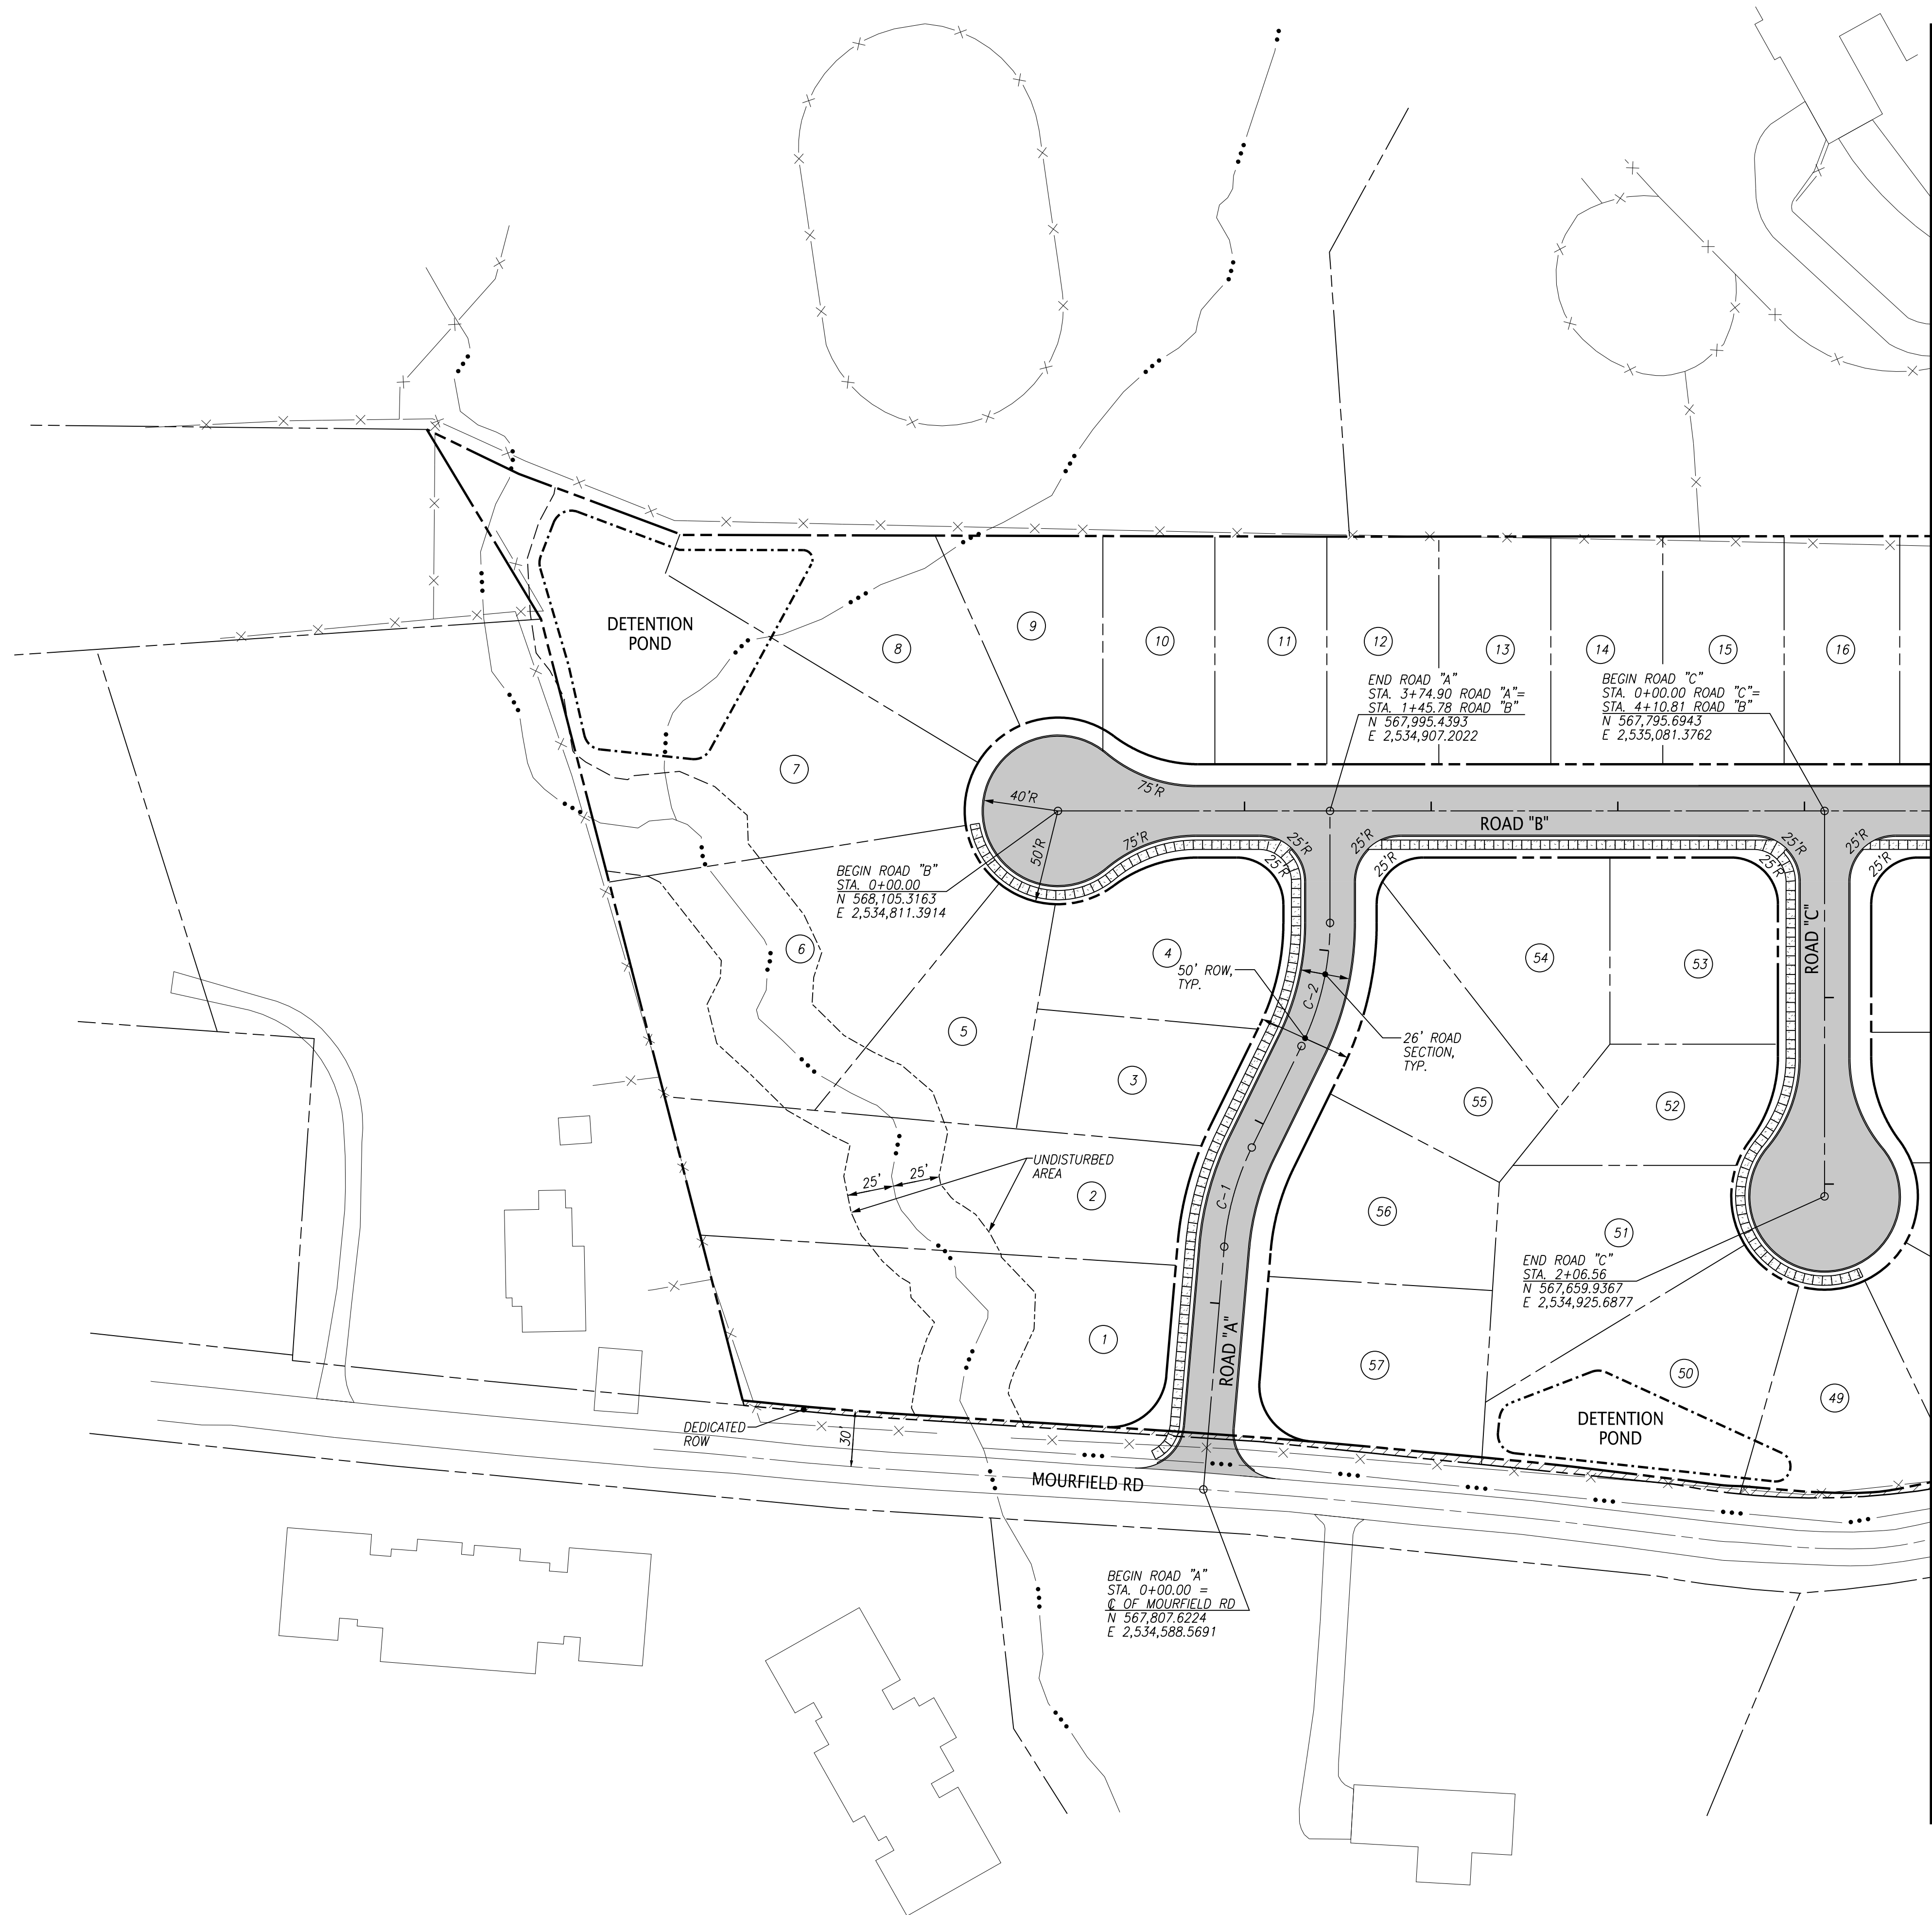 DETENTION
POND
8
9
10
11
12
13
14
15
16
END ROAD "A"
STA. 3+74.90 ROAD "A"=
STA. 1+45.78 ROAD "B"
N 567,995.4393
E 2,534,907.2022
BEGIN ROAD "C"
STA. 0+00.00 ROAD "C"=
STA. 4+10.81 ROAD "B"
N 567,795.6943
E 2,535,081.3762
7
40'R
75'R
50'R
75'R
25'R
25'R
25'R
25'R
ROAD "B"
25'R
25'R
25'R
25'R
BEGIN ROAD "B"
STA. 0+00.00
N 568,105.3163
E 2,534,811.3914
6
4
50' ROW,
TYP.
C-2
54
53
ROAD "C"
5
3
26' ROAD
SECTION,
TYP.
55
52
UNDISTURBED
AREA
25'
25'
2
C-1
56
51
END ROAD "C"
STA. 2+06.56
N 567,659.9367
E 2,534,925.6877
1
ROAD "A"
57
50
49
DETENTION
POND
DEDICATED
ROW
30'
MOURFIELD RD
BEGIN ROAD "A"
STA. 0+00.00 =
℄ OF MOURFIELD RD
N 567,807.6224
E 2,534,588.5691